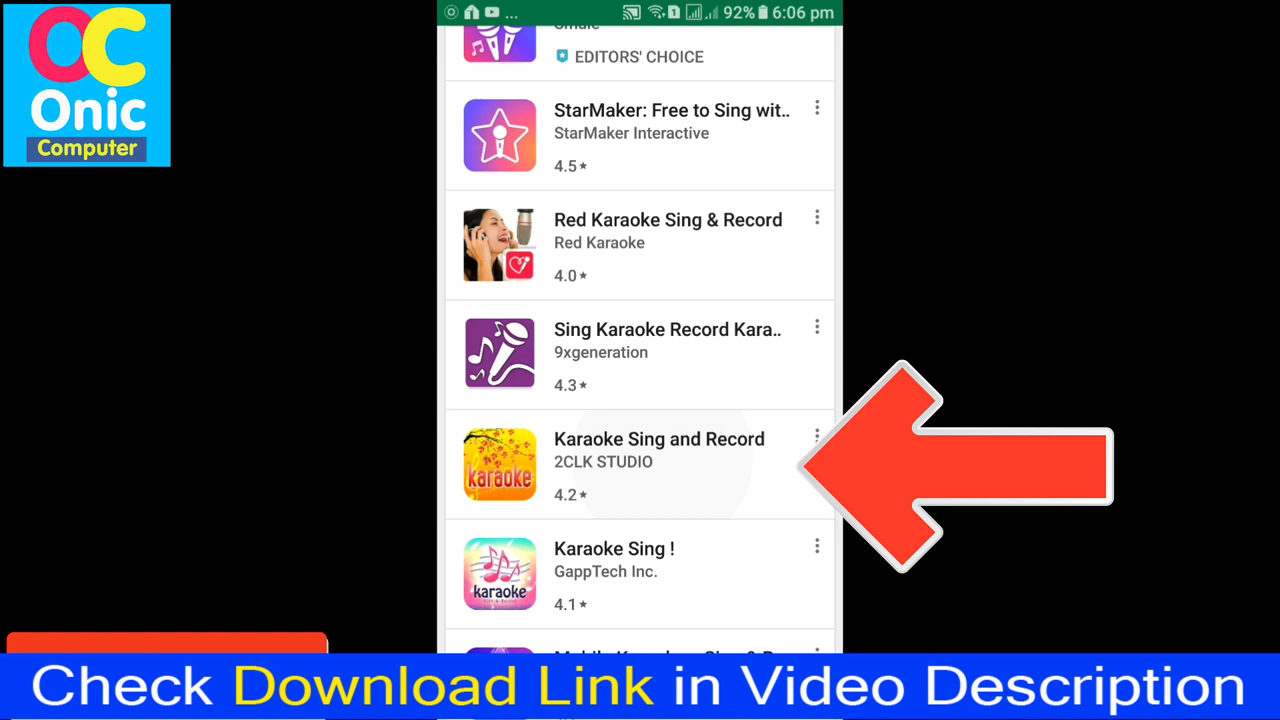 OC
Onic
Computer
... 1 92% 6:06 pm
Smule
EDITORS' CHOICE
StarMaker: Free to Sing wit..
StarMaker Interactive
4.5★
Red Karaoke Sing & Record
Red Karaoke
4.0★
Sing Karaoke Record Kara..
9xgeneration
4.3★
karaoke
Karaoke Sing and Record
2CLK STUDIO
4.2★
karaoke
Karaoke Sing !
GappTech Inc.
4.1★
Check Download Link in Video Description